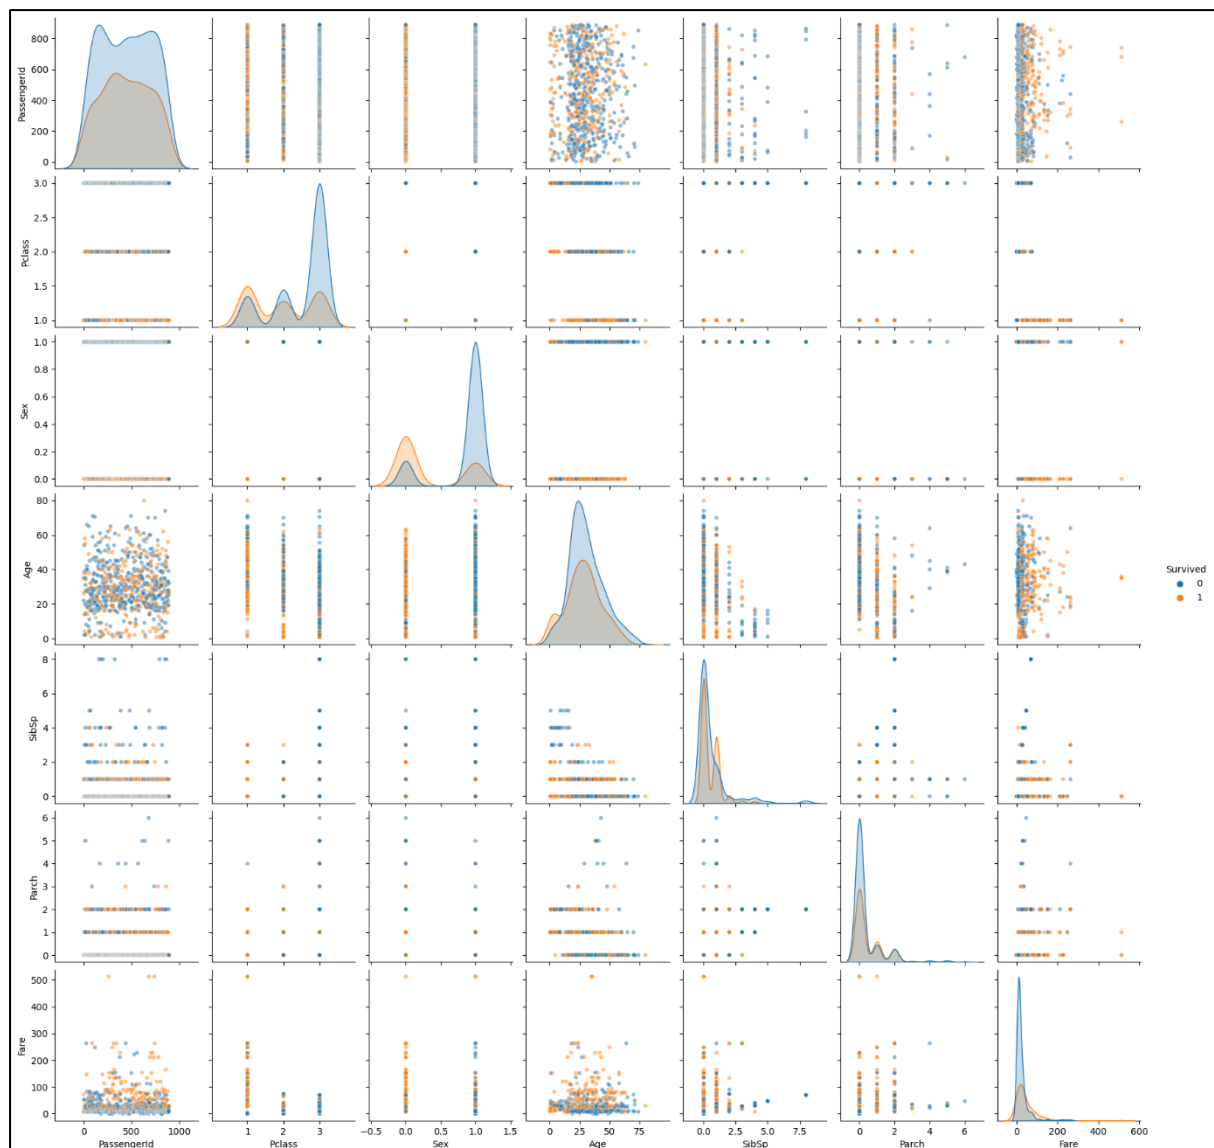 800
600
400
200
0
PassengerId
3.0
2.5
2.0
1.5
1.0
Pclass
1.0
0.8
0.6
0.4
0.2
0.0
Sex
80
60
40
20
0
Age
Survived
0
1
8
6
4
2
0
SibSp
6
5
4
3
2
1
0
Parch
500
400
300
200
100
0
Fare
0 500 1000
PassengerId
1 2 3
Pclass
−0.5 0.0 0.5 1.0 1.5
Sex
0 25 50 75
Age
0.0 2.5 5.0 7.5
SibSp
0 2 4 6
Parch
0 200 400 600
Fare